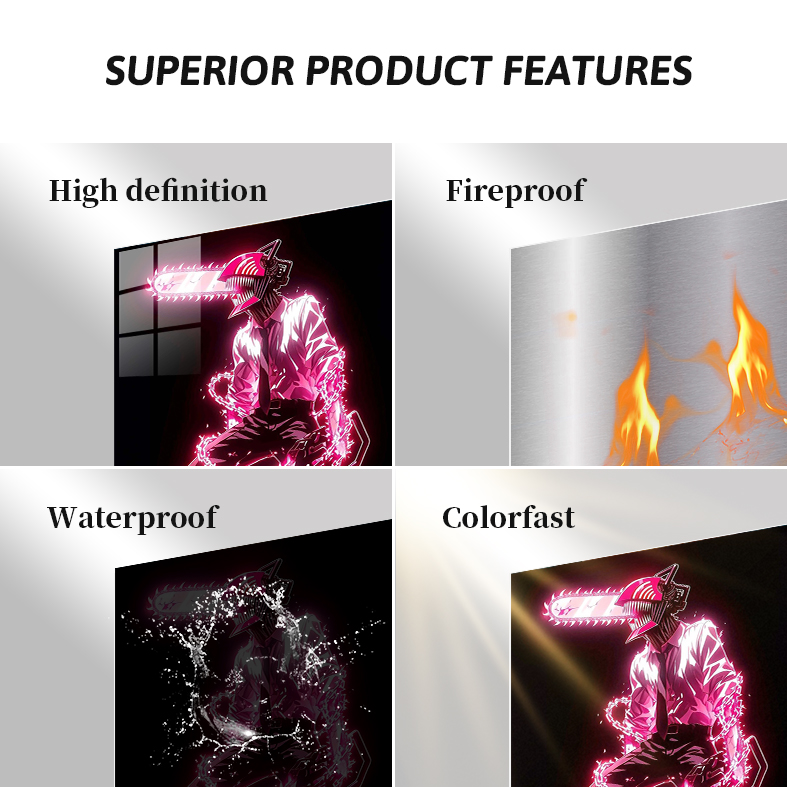 SUPERIOR PRODUCT FEATURES
High definition
Fireproof
Waterproof
Colorfast